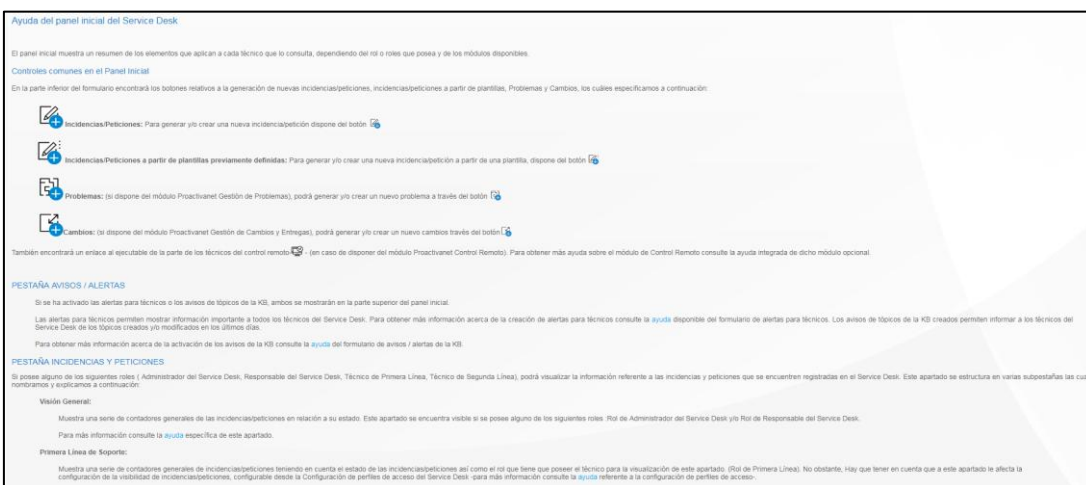 Ayuda del panel inicial del Service Desk
El panel inicial muestra un resumen de los elementos que aplican a cada técnico que lo consulta, dependiendo del rol o roles que posea y de los módulos disponibles.
Controles comunes en el Panel Inicial
En la parte inferior del formulario encontrará los botones relativos a la generación de nuevas incidencias/peticiones, incidencias/peticiones a partir de plantillas, Problemas y Cambios, los cuáles especificamos a continuación:
Incidencias/Peticiones: Para generar y/o crear una nueva incidencia/petición dispone del botón
Incidencias/Peticiones a partir de plantillas previamente definidas: Para generar y/o crear una nueva incidencia/petición a partir de una plantilla, dispone del botón
Problemas: (si dispone del módulo Proactivanet Gestión de Problemas), podrá generar y/o crear un nuevo problema a través del botón
Cambios: (si dispone del módulo Proactivanet Gestión de Cambios y Entregas), podrá generar y/o crear un nuevo cambios través del botón
También encontrará un enlace al ejecutable de la parte de los técnicos del control remoto - (en caso de disponer del módulo Proactivanet Control Remoto). Para obtener más ayuda sobre el módulo de Control Remoto consulte la ayuda integrada de dicho módulo opcional
PESTAÑA AVISOS / ALERTAS
Si se ha activado las alertas para técnicos o los avisos de tópicos de la KB, ambos se mostrarán en la parte superior del panel inicial.
Las alertas para técnicos permiten mostrar información importante a todos los técnicos del Service Desk. Para obtener más información acerca de la creación de alertas para técnicos consulte la ayuda disponible del formulario de alertas para técnicos. Los avisos de tópicos de la KB creados permiten informar a los técnicos del
Service Desk de los tópicos creados y/o modificados en los últimos días.
Para obtener más información acerca de la activación de los avisos de la KB consulte la ayuda del formulario de avisos / alertas de la KB.
PESTAÑA INCIDENCIAS Y PETICIONES
Si posee alguno de los siguientes roles ( Administrador del Service Desk, Responsable del Service Desk, Técnico de Primera Línea, Técnico de Segunda Línea), podrá visualizar la información referente a las incidencias y peticiones que se encuentren registradas en el Service Desk. Este apartado se estructura en varias subpestañas las cua
nombramos y explicamos a continuación:
Visión General:
Muestra una serie de contadores generales de las incidencias/peticiones en relación a su estado. Este apartado se encuentra visible si se posee alguno de los siguientes roles: Rol de Administrador del Service Desk y/o Rol de Responsable del Service Desk.
Para más información consulte la ayuda específica de este apartado.
Primera Línea de Soporte:
Muestra una serie de contadores generales de incidencias/peticiones teniendo en cuenta el estado de las incidencias/peticiones así como el rol que tiene que poseer el técnico para la visualización de este apartado. (Rol de Primera Línea). No obstante, Hay que tener en cuenta que a este apartado le afecta la
configuración de la visibilidad de incidencias/peticiones, configurable desde la Configuración de perfiles de acceso del Service Desk -para más información consulte la ayuda referente a la configuración de perfiles de acceso-.